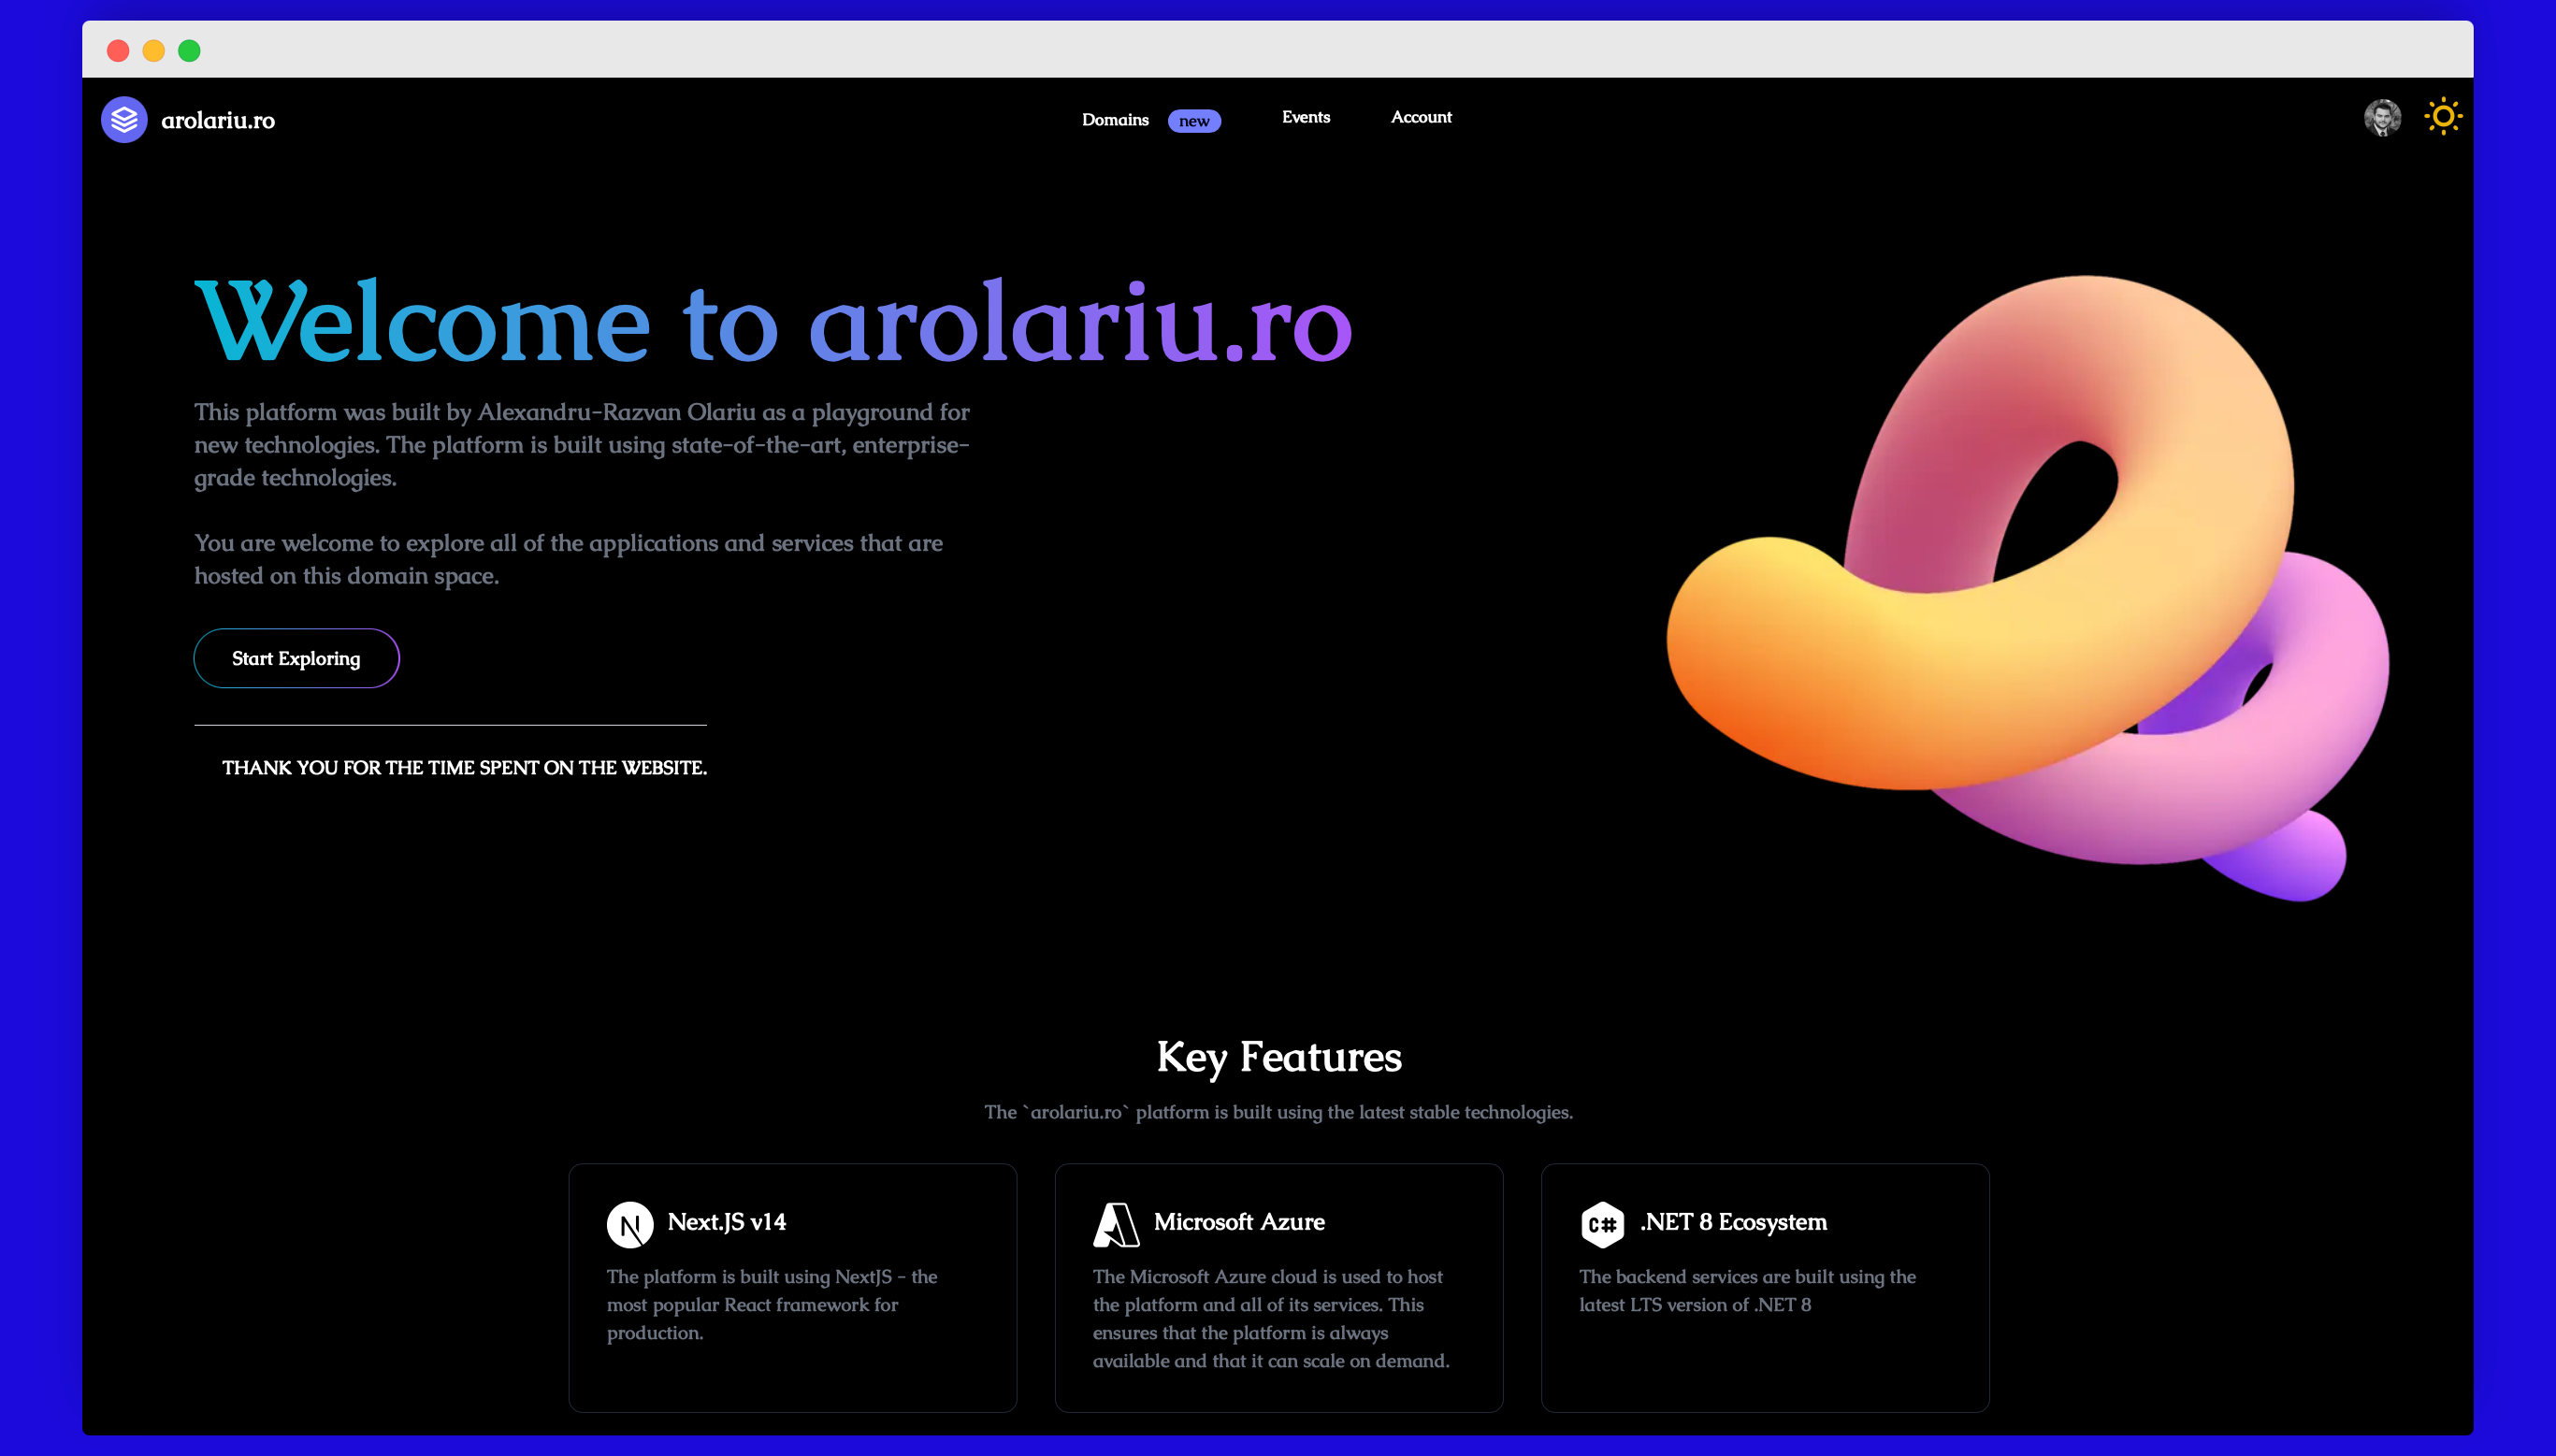 arolariu.ro
Domains new Events Account
Welcome to arolariu.ro
This platform was built by Alexandru-Razvan Olariu as a playground for
new technologies. The platform is built using state-of-the-art, enterprise-
grade technologies.
You are welcome to explore all of the applications and services that are
hosted on this domain space.
Start Exploring
THANK YOU FOR THE TIME SPENT ON THE WEBSITE.
Key Features
The `arolariu.ro` platform is built using the latest stable technologies.
N Next.JS v14
The platform is built using NextJS - the
most popular React framework for
production.
Microsoft Azure
The Microsoft Azure cloud is used to host
the platform and all of its services. This
ensures that the platform is always
available and that it can scale on demand.
C# .NET 8 Ecosystem
The backend services are built using the
latest LTS version of .NET 8